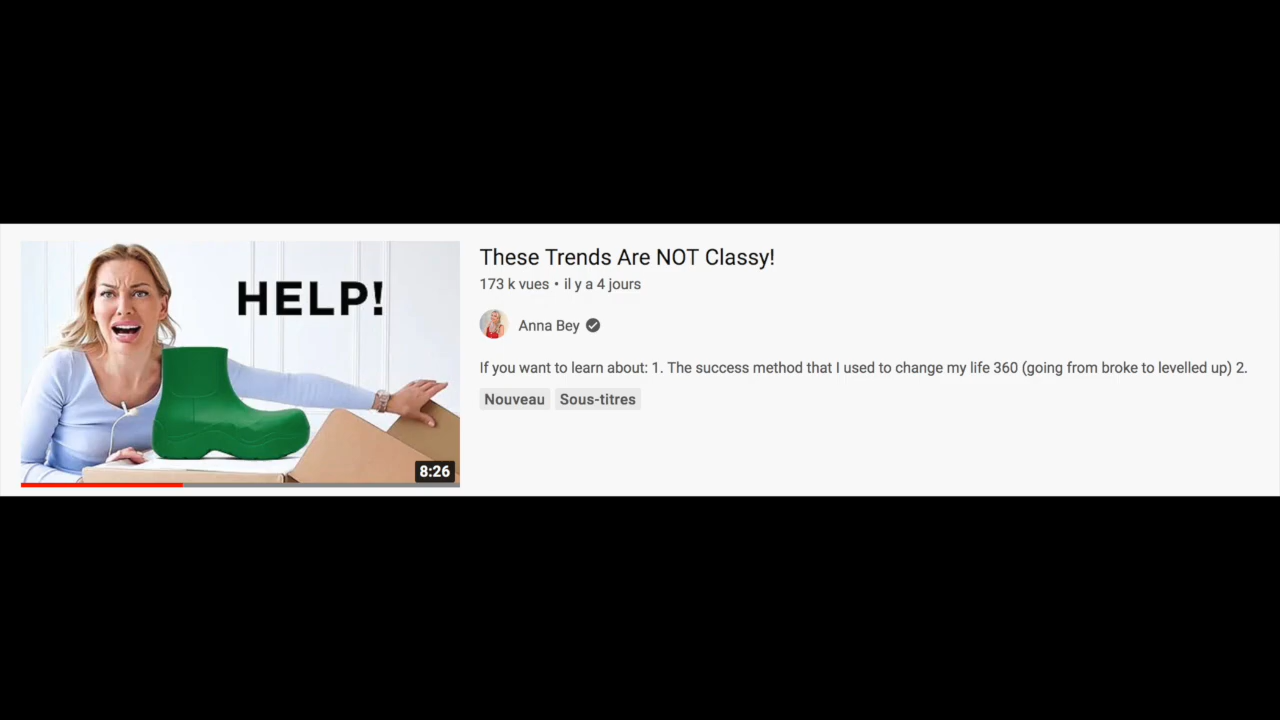 HELP!
8:26
These Trends Are NOT Classy!
173 k vues • il y a 4 jours
Anna Bey
If you want to learn about: 1. The success method that I used to change my life 360 (going from broke to levelled up) 2.
Nouveau Sous-titres